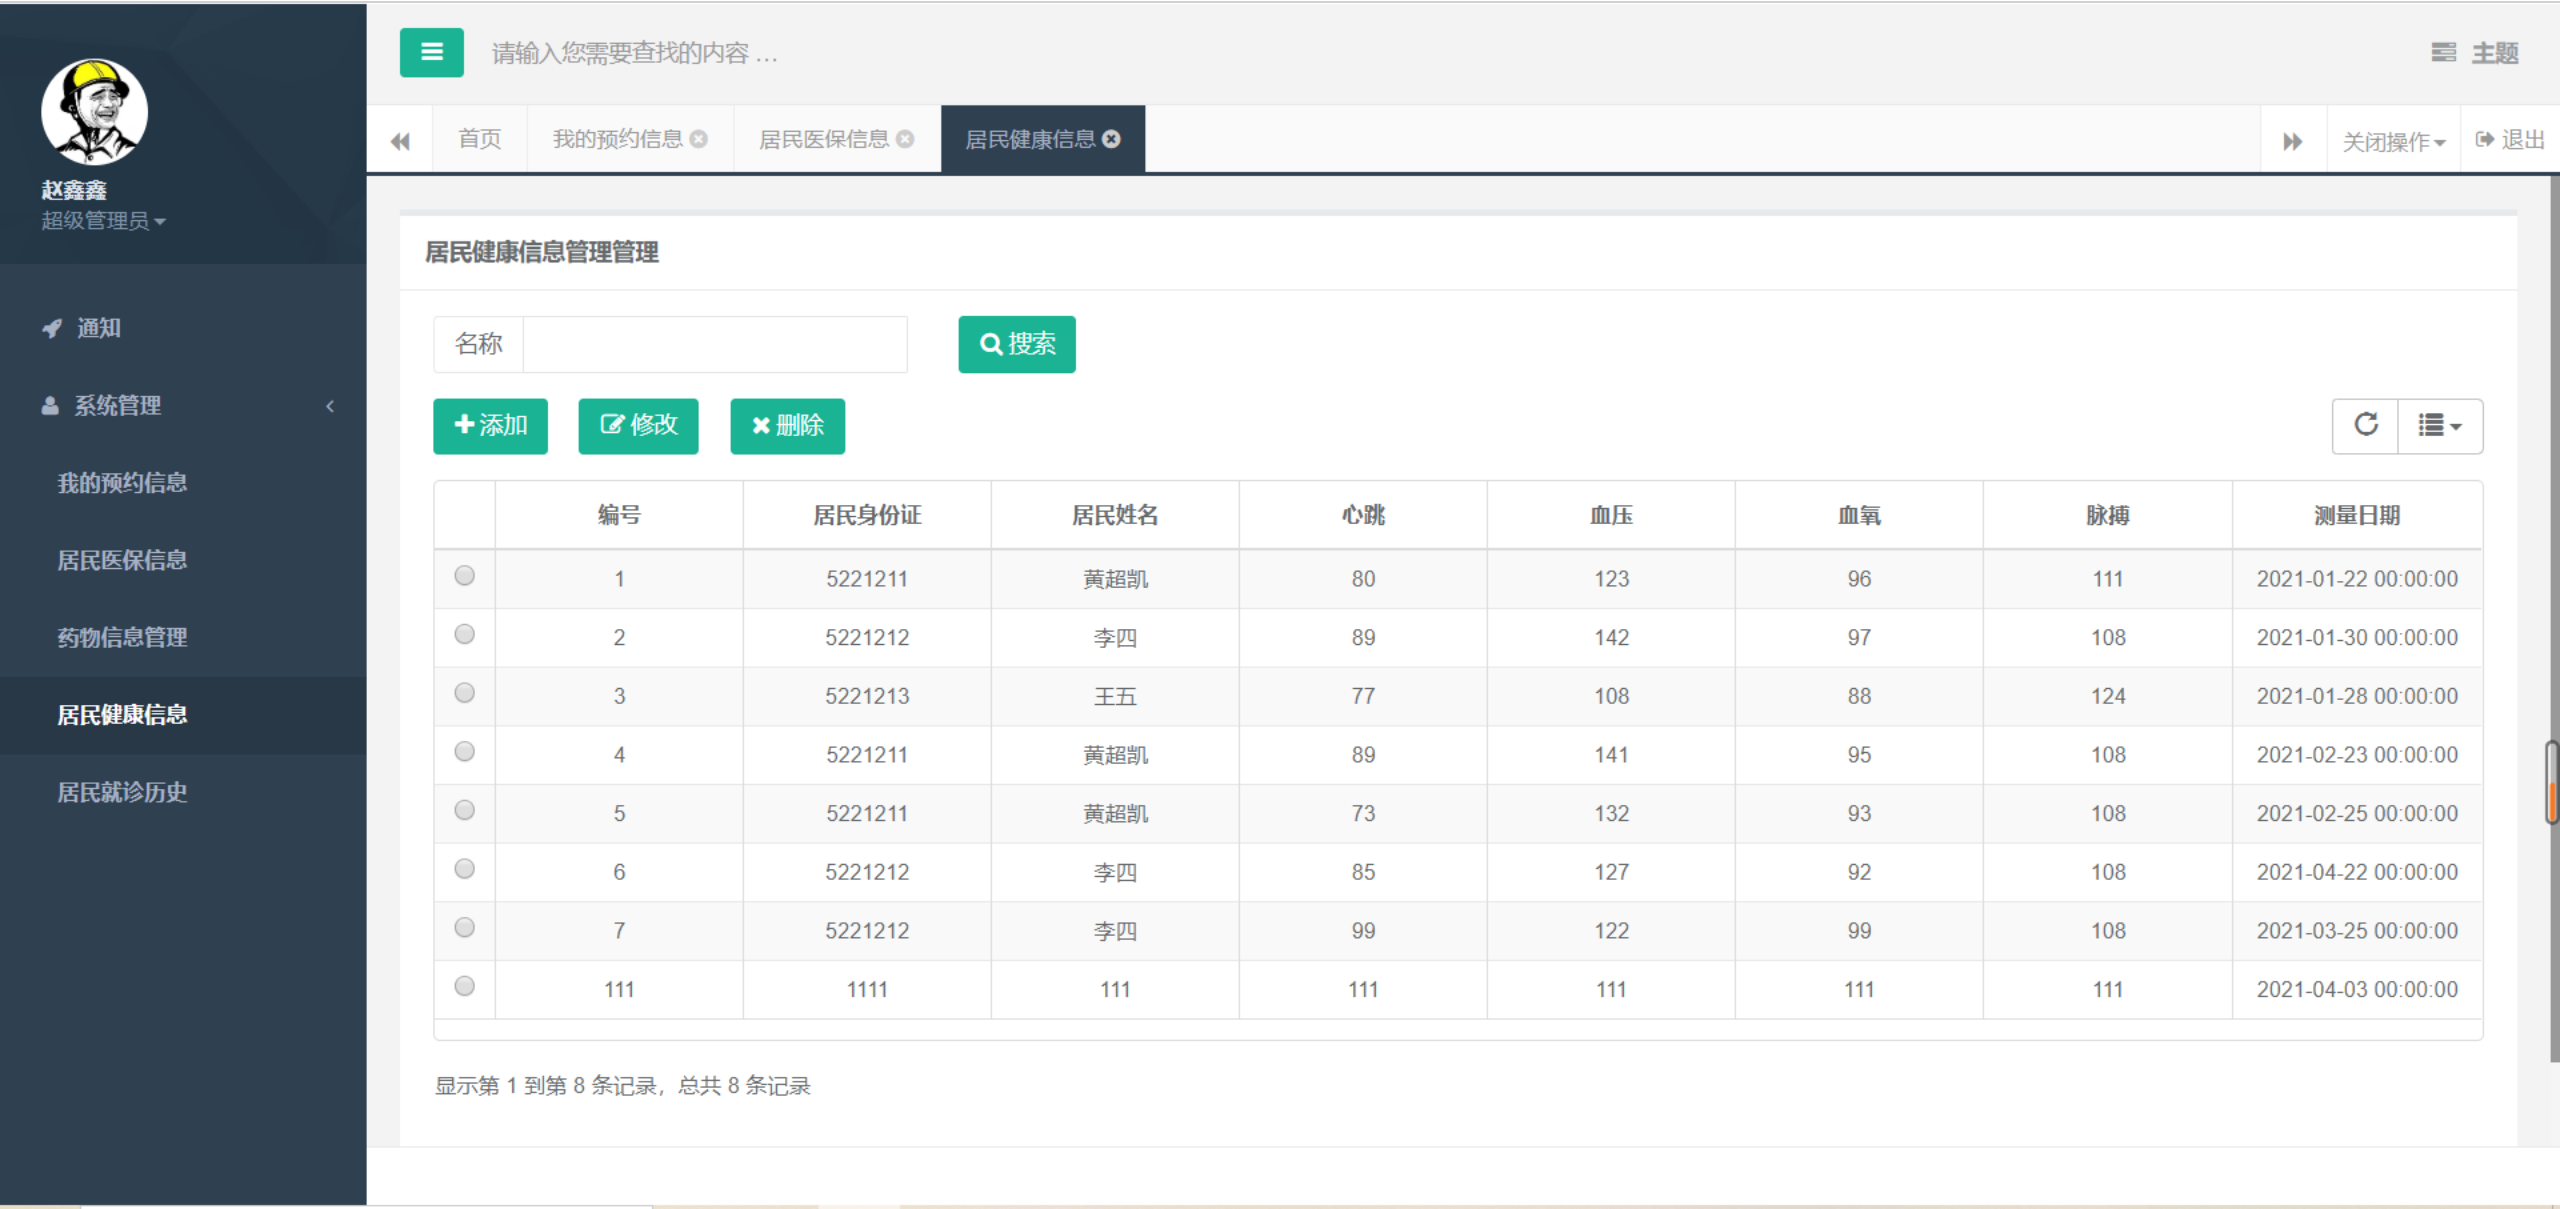 请输入您需要查找的内容 …
主题
赵鑫鑫
超级管理员
首页 我的预约信息 居民医保信息 居民健康信息 关闭操作 退出
通知
系统管理
我的预约信息
居民医保信息
药物信息管理
居民健康信息
居民就诊历史
居民健康信息管理管理
名称 搜索
添加 修改 删除
编号 居民身份证 居民姓名 心跳 血压 血氧 脉搏 测量日期
1 5221211 黄超凯 80 123 96 111 2021-01-22 00:00:00
2 5221212 李四 89 142 97 108 2021-01-30 00:00:00
3 5221213 王五 77 108 88 124 2021-01-28 00:00:00
4 5221211 黄超凯 89 141 95 108 2021-02-23 00:00:00
5 5221211 黄超凯 73 132 93 108 2021-02-25 00:00:00
6 5221212 李四 85 127 92 108 2021-04-22 00:00:00
7 5221212 李四 99 122 99 108 2021-03-25 00:00:00
111 1111 111 111 111 111 111 2021-04-03 00:00:00
显示第 1 到第 8 条记录，总共 8 条记录